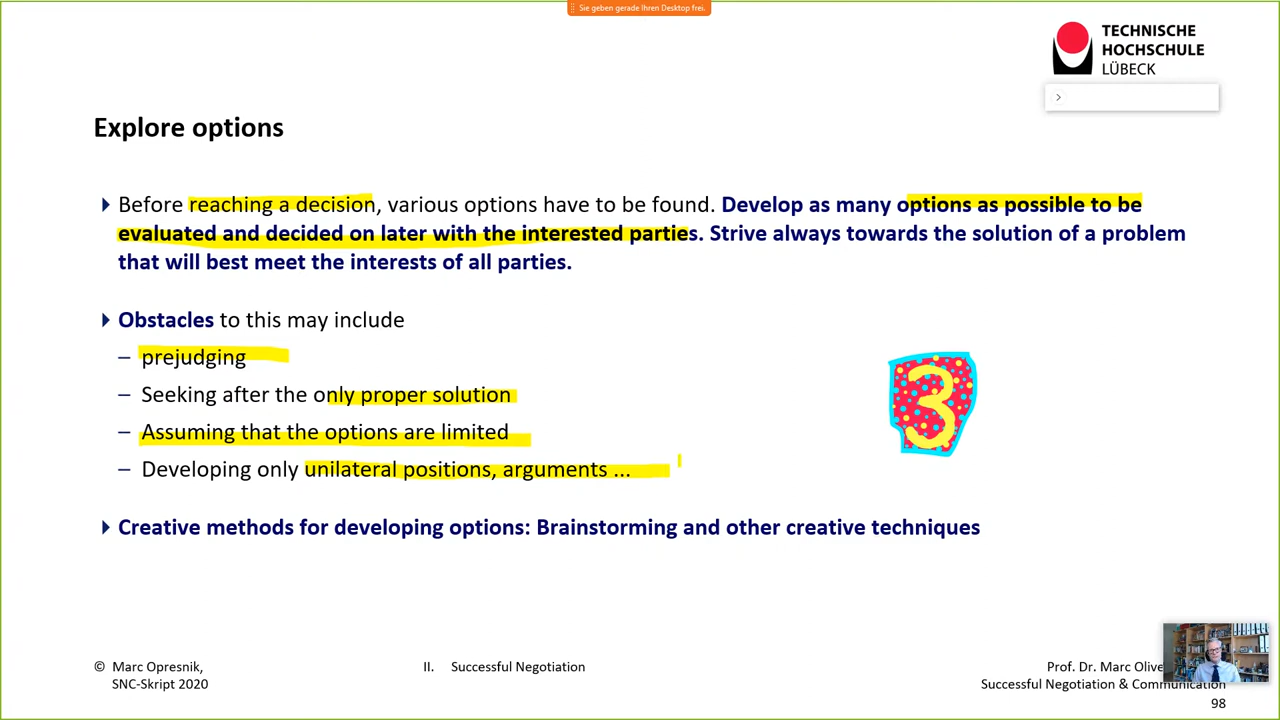 Sie geben gerade Ihren Desktop frei.
TECHNISCHE
HOCHSCHULE
LÜBECK
Explore options
Before reaching a decision, various options have to be found. Develop as many options as possible to be
evaluated and decided on later with the interested parties. Strive always towards the solution of a problem
that will best meet the interests of all parties.
Obstacles to this may include
– prejudging
– Seeking after the only proper solution
– Assuming that the options are limited
– Developing only unilateral positions, arguments ...
3
Creative methods for developing options: Brainstorming and other creative techniques
© Marc Opresnik,
SNC-Skript 2020
II. Successful Negotiation
Prof. Dr. Marc Olive
Successful Negotiation & Communication
98